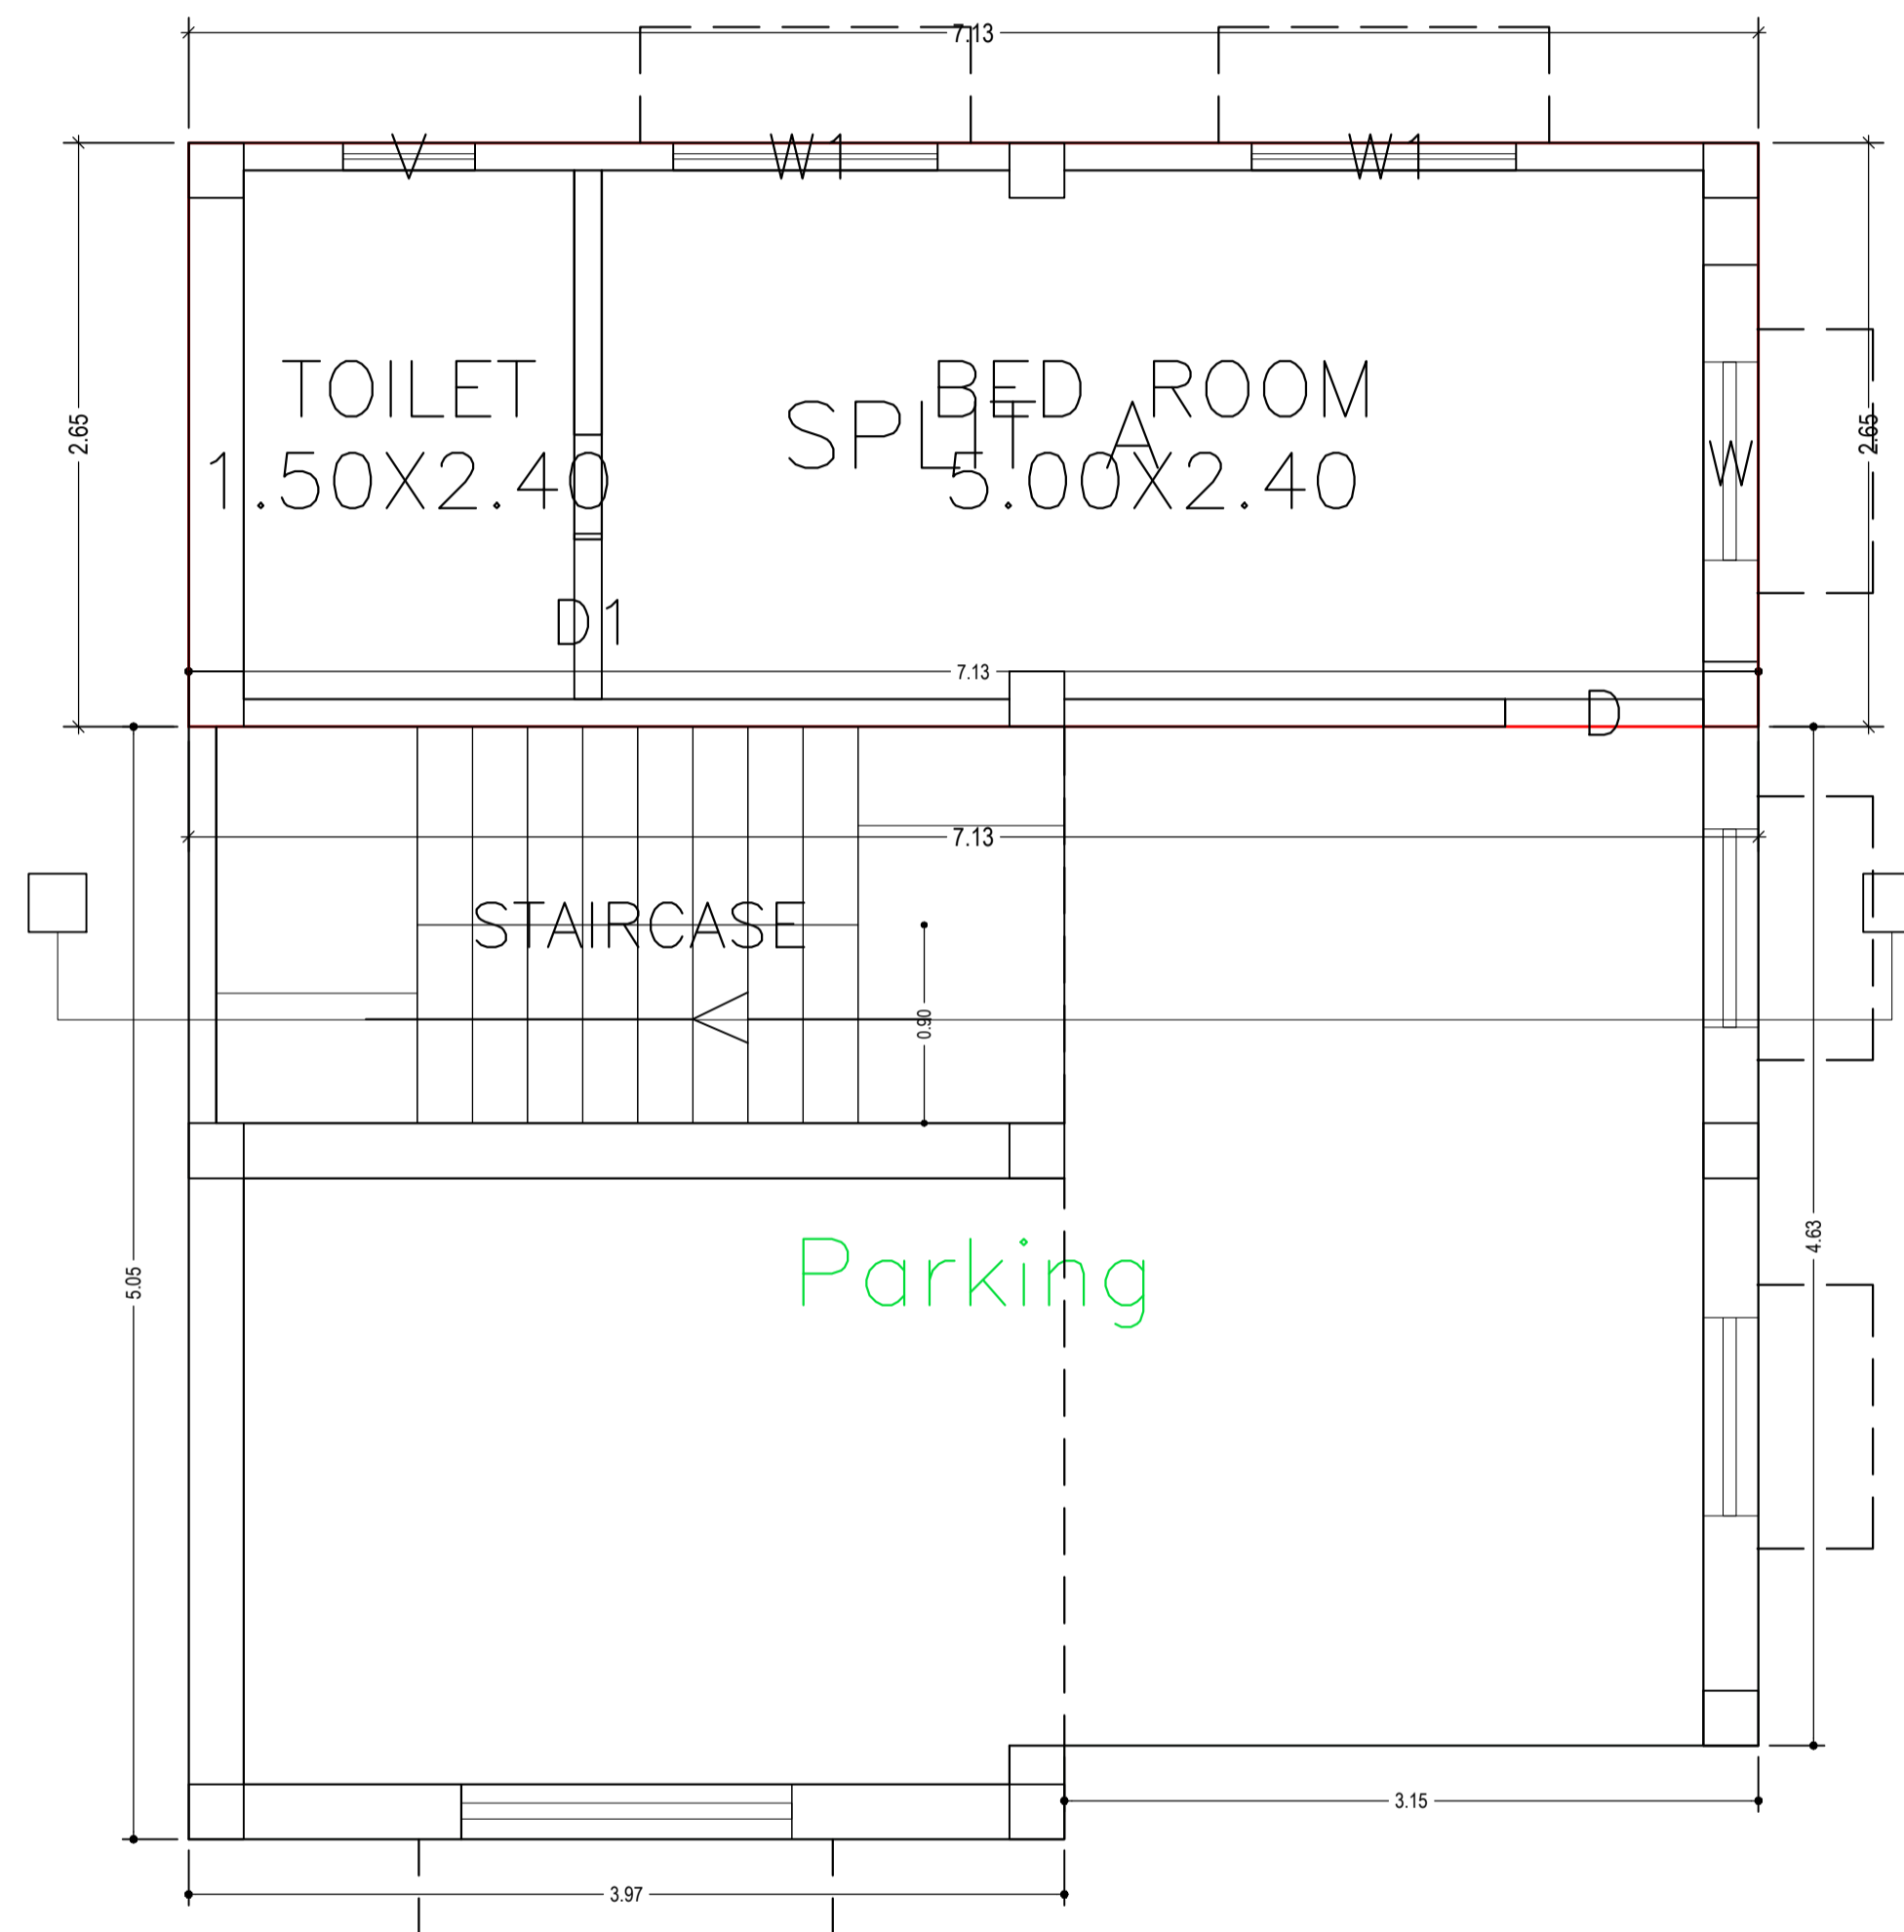 7.13
V W1 W1
TOILET
1.50X2.40
BED ROOM
5.00X2.40
SPLIT A
2.65
2.65
W
D1
7.13
D
7.13
STAIRCASE
0.90
Parking
5.05
4.63
3.15
3.97